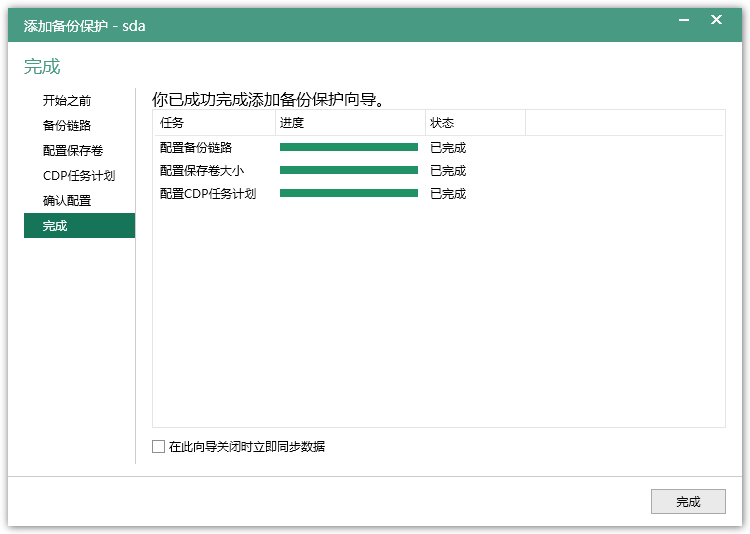 添加备份保护 - sda
完成
开始之前
备份链路
配置保存卷
CDP任务计划
确认配置
完成
你已成功完成添加备份保护向导。
任务 进度 状态
配置备份链路 已完成
配置保存卷大小 已完成
配置CDP任务计划 已完成
在此向导关闭时立即同步数据
完成